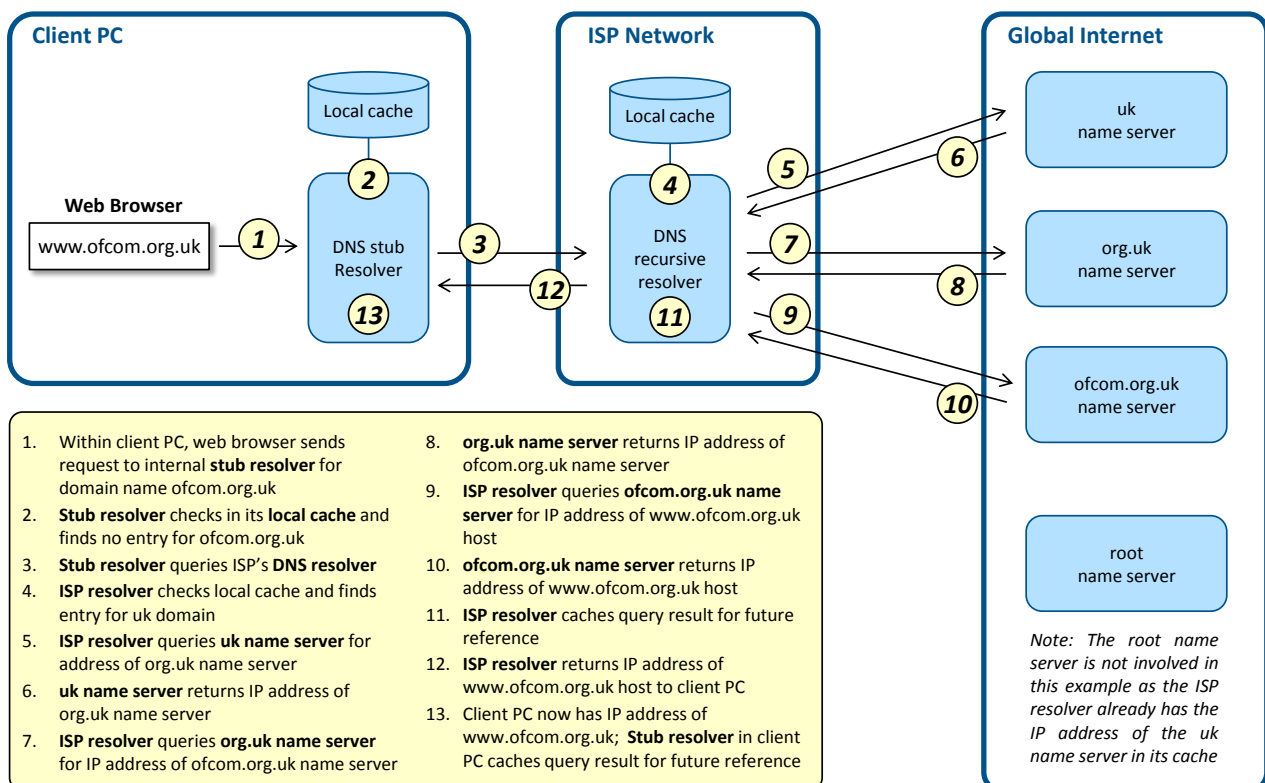 Client PC
ISP Network
Global Internet
Local cache
Local cache
uk
name server
5
6
2
4
Web Browser
www.ofcom.org.uk
1
DNS stub
Resolver
3
DNS
recursive
resolver
7
org.uk
name server
8
12
13
11
9
ofcom.org.uk
name server
10
root
name server
Note: The root name
server is not involved in
this example as the ISP
resolver already has the
IP address of the uk
name server in its cache
1. Within client PC, web browser sends
request to internal stub resolver for
domain name ofcom.org.uk
2. Stub resolver checks in its local cache and
finds no entry for ofcom.org.uk
3. Stub resolver queries ISP's DNS resolver
4. ISP resolver checks local cache and finds
entry for uk domain
5. ISP resolver queries uk name server for
address of org.uk name server
6. uk name server returns IP address of
org.uk name server
7. ISP resolver queries org.uk name server
for IP address of ofcom.org.uk name server
8. org.uk name server returns IP address of
ofcom.org.uk name server
9. ISP resolver queries ofcom.org.uk name
server for IP address of www.ofcom.org.uk
host
10. ofcom.org.uk name server returns IP
address of www.ofcom.org.uk host
11. ISP resolver caches query result for future
reference
12. ISP resolver returns IP address of
www.ofcom.org.uk host to client PC
13. Client PC now has IP address of
www.ofcom.org.uk; Stub resolver in client
PC caches query result for future reference